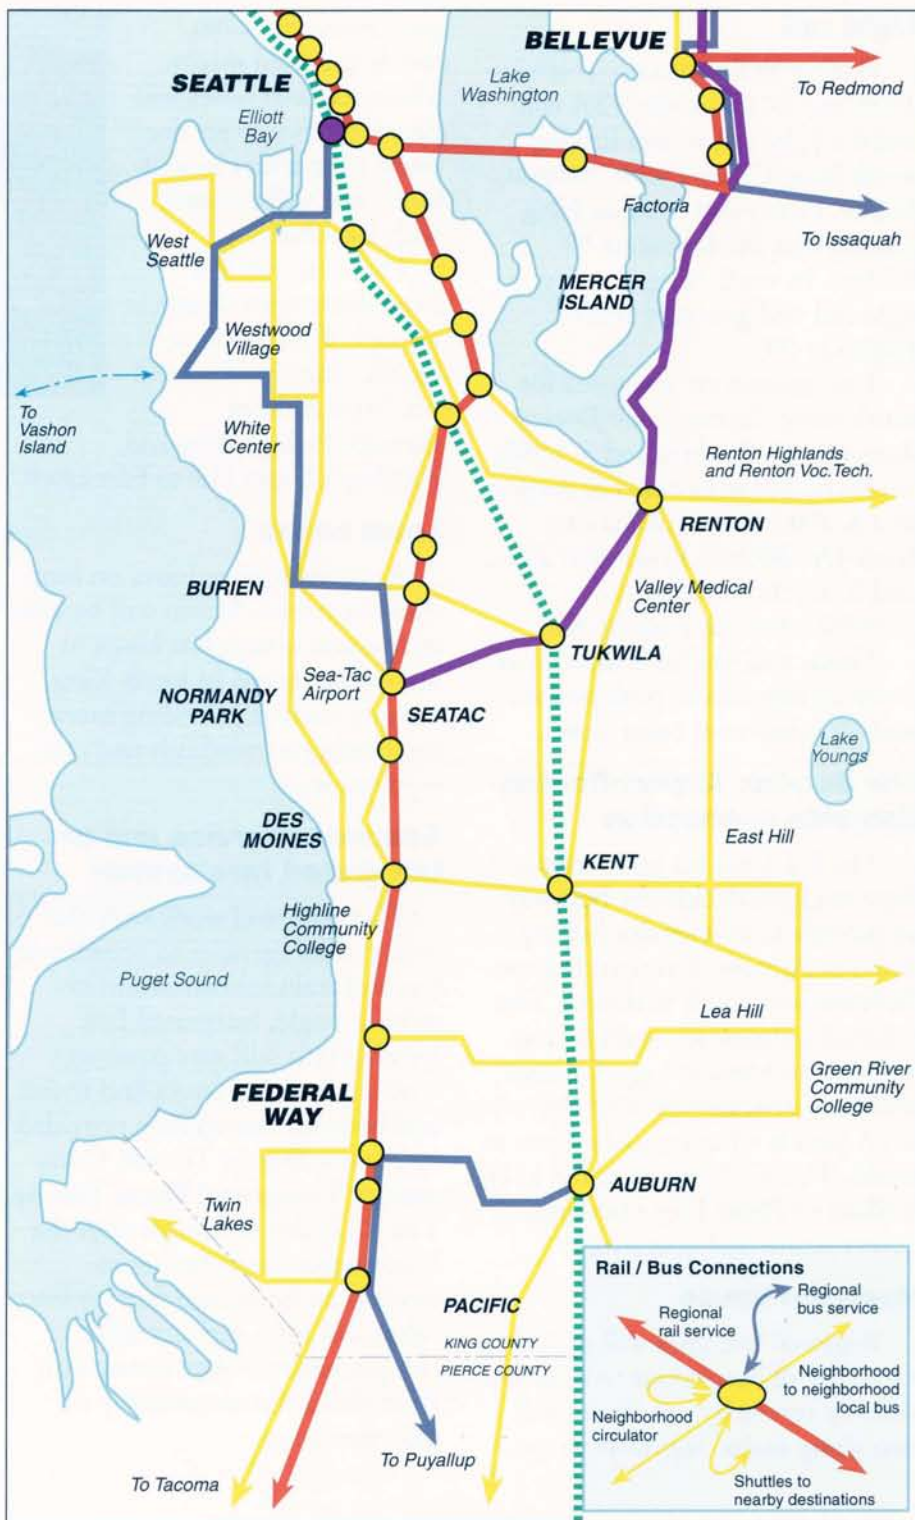 BELLEVUE
SEATTLE
Lake
Washington
To Redmond
Elliott
Bay
Factoria
West
Seattle
To Issaquah
MERCER
ISLAND
Westwood
Village
To
Vashon
Island
White
Center
Renton Highlands
and Renton Voc.Tech.
RENTON
BURIEN
Valley Medical
Center
TUKWILA
Sea-Tac
Airport
NORMANDY
PARK
SEATAC
Lake
Youngs
DES
MOINES
East Hill
KENT
Highline
Community
College
Puget Sound
Lea Hill
Green River
Community
College
FEDERAL
WAY
AUBURN
Twin
Lakes
PACIFIC
KING COUNTY
PIERCE COUNTY
To Puyallup
To Tacoma
Rail / Bus Connections
Regional
rail service
Regional
bus service
Neighborhood
to neighborhood
local bus
Neighborhood
circulator
Shuttles to
nearby destinations